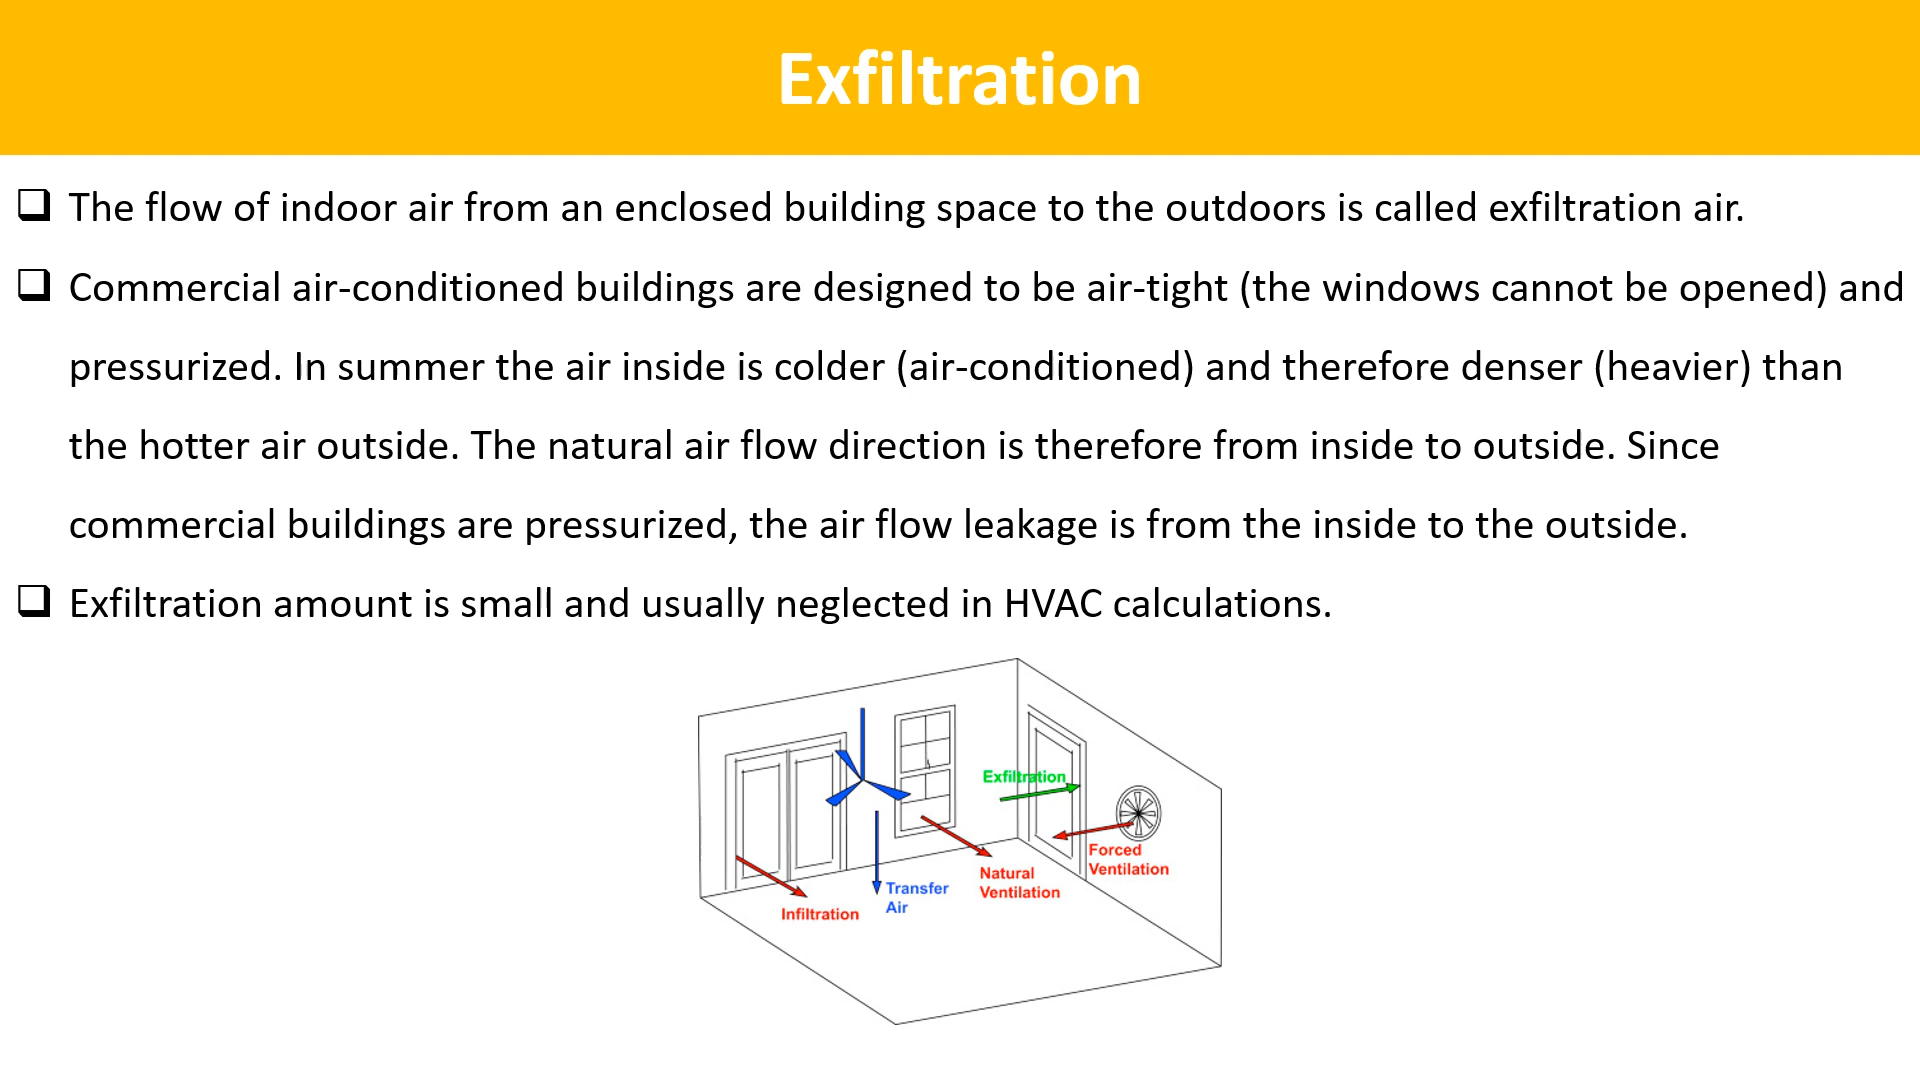 Exfiltration
The flow of indoor air from an enclosed building space to the outdoors is called exfiltration air.
Commercial air-conditioned buildings are designed to be air-tight (the windows cannot be opened) and
pressurized. In summer the air inside is colder (air-conditioned) and therefore denser (heavier) than
the hotter air outside. The natural air flow direction is therefore from inside to outside. Since
commercial buildings are pressurized, the air flow leakage is from the inside to the outside.
Exfiltration amount is small and usually neglected in HVAC calculations.
Exfiltration
Forced
Ventilation
Natural
Ventilation
Transfer
Air
Infiltration